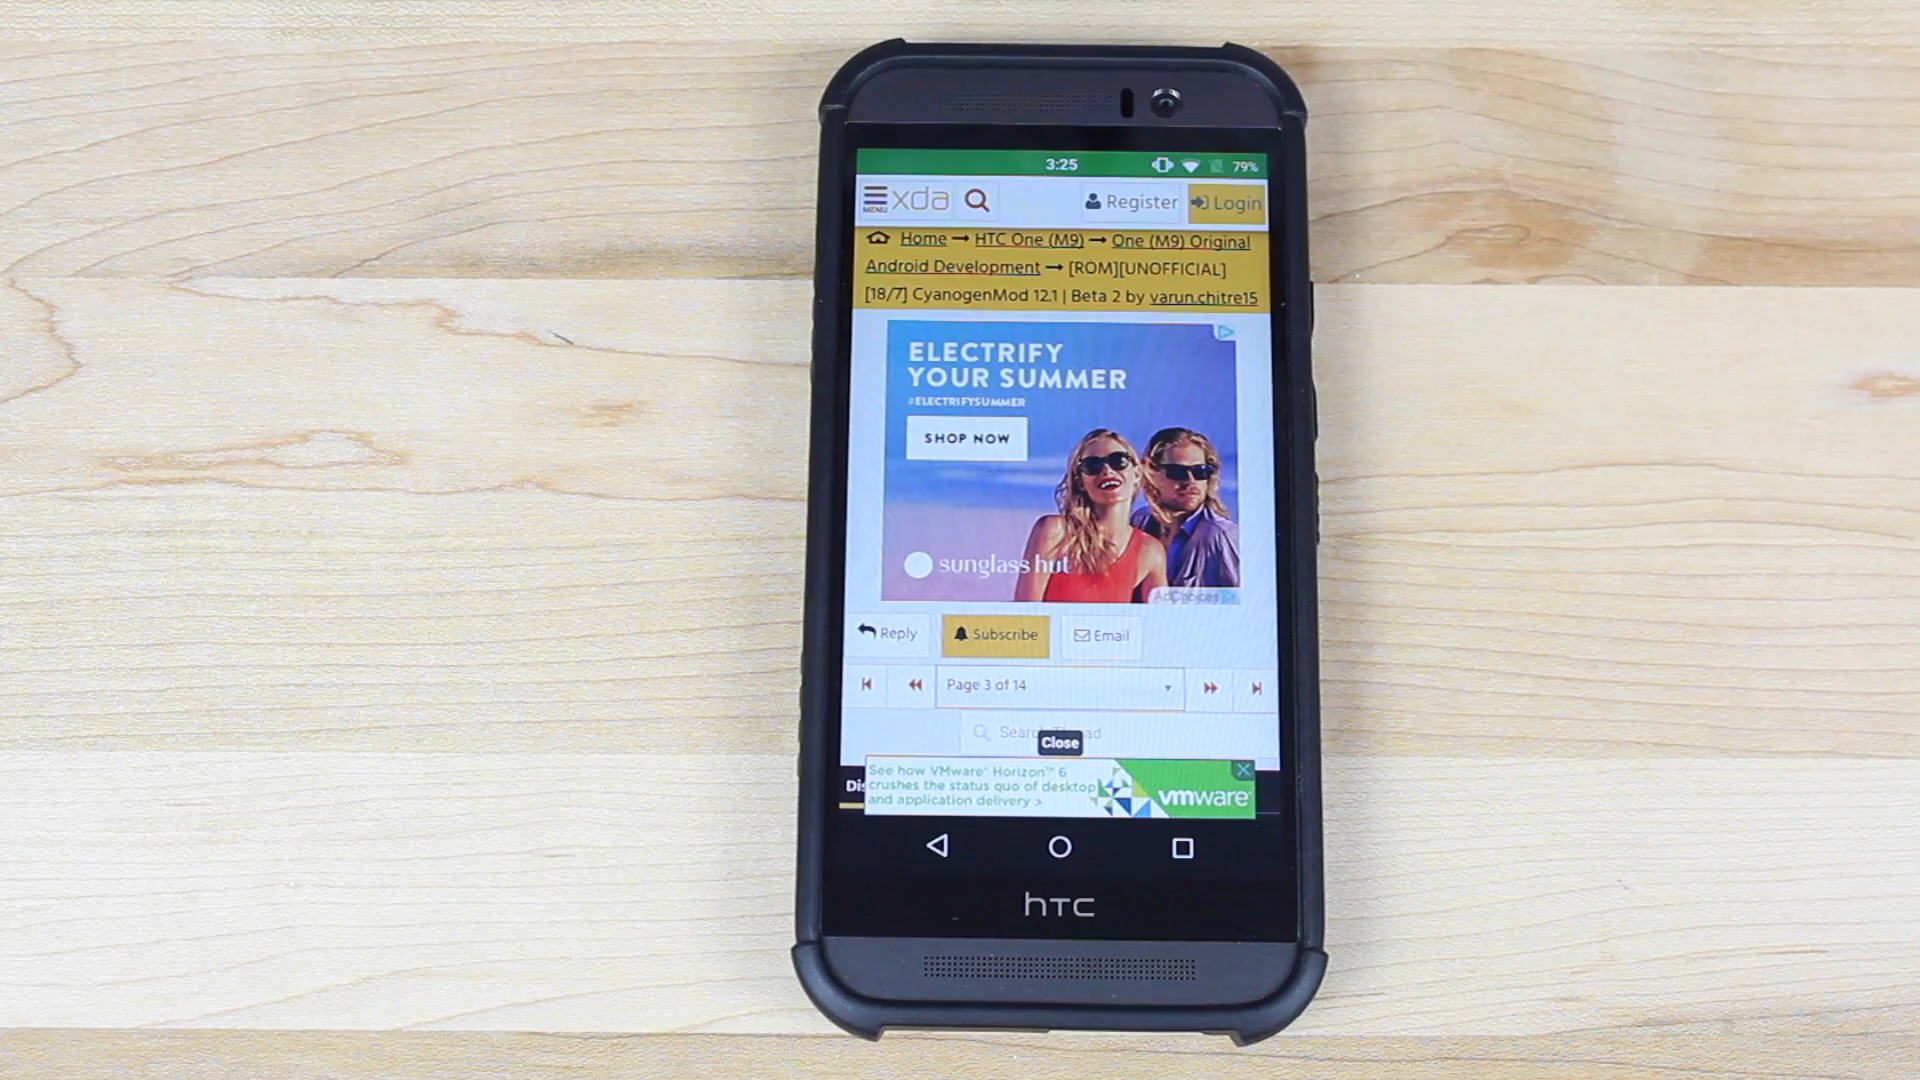 3:25 79%
MENU xda Register Login
Home → HTC One (M9) → One (M9) Original
Android Development → [ROM][UNOFFICIAL]
[18/7] CyanogenMod 12.1 | Beta 2 by varun.chitre15
ELECTRIFY
YOUR SUMMER
#ELECTRIFYSUMMER
SHOP NOW
sunglass hut
AdChoices
Reply Subscribe Email
Page 3 of 14
Close
See how VMware® Horizon™ 6
crushes the status quo of desktop
and application delivery >
vmware
hTC